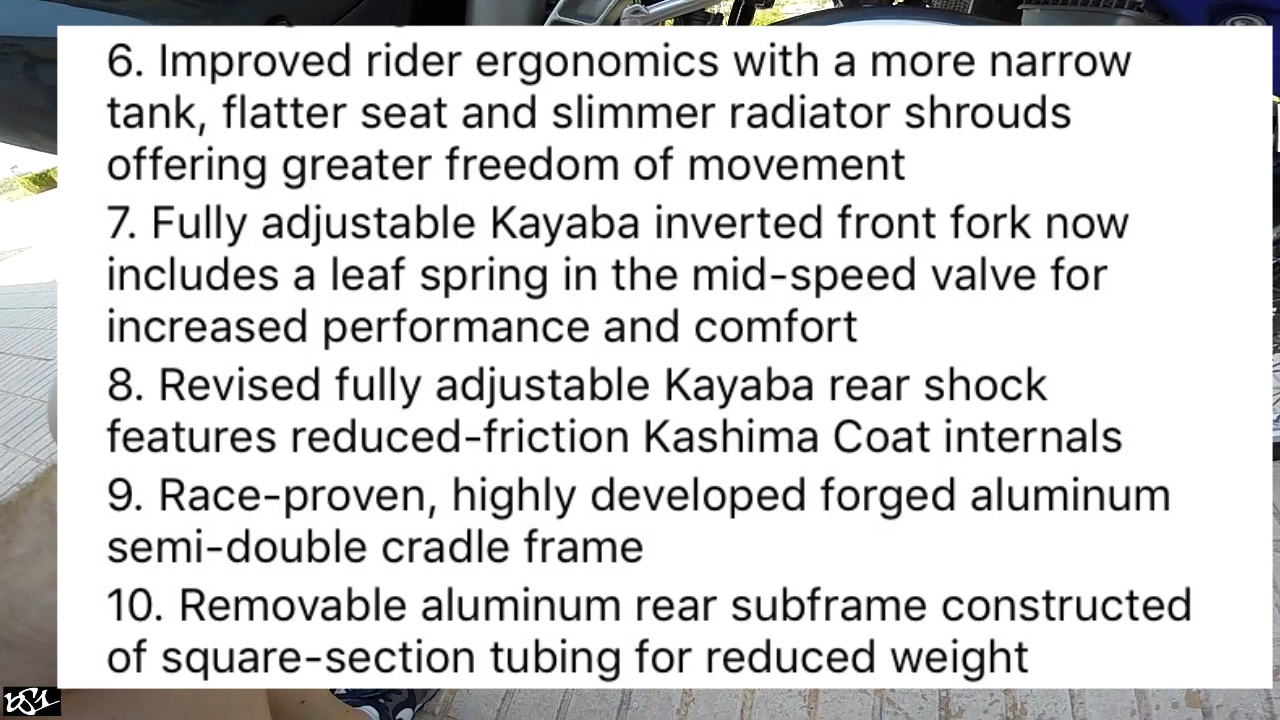 6. Improved rider ergonomics with a more narrow
tank, flatter seat and slimmer radiator shrouds
offering greater freedom of movement
7. Fully adjustable Kayaba inverted front fork now
includes a leaf spring in the mid-speed valve for
increased performance and comfort
8. Revised fully adjustable Kayaba rear shock
features reduced-friction Kashima Coat internals
9. Race-proven, highly developed forged aluminum
semi-double cradle frame
10. Removable aluminum rear subframe constructed
of square-section tubing for reduced weight